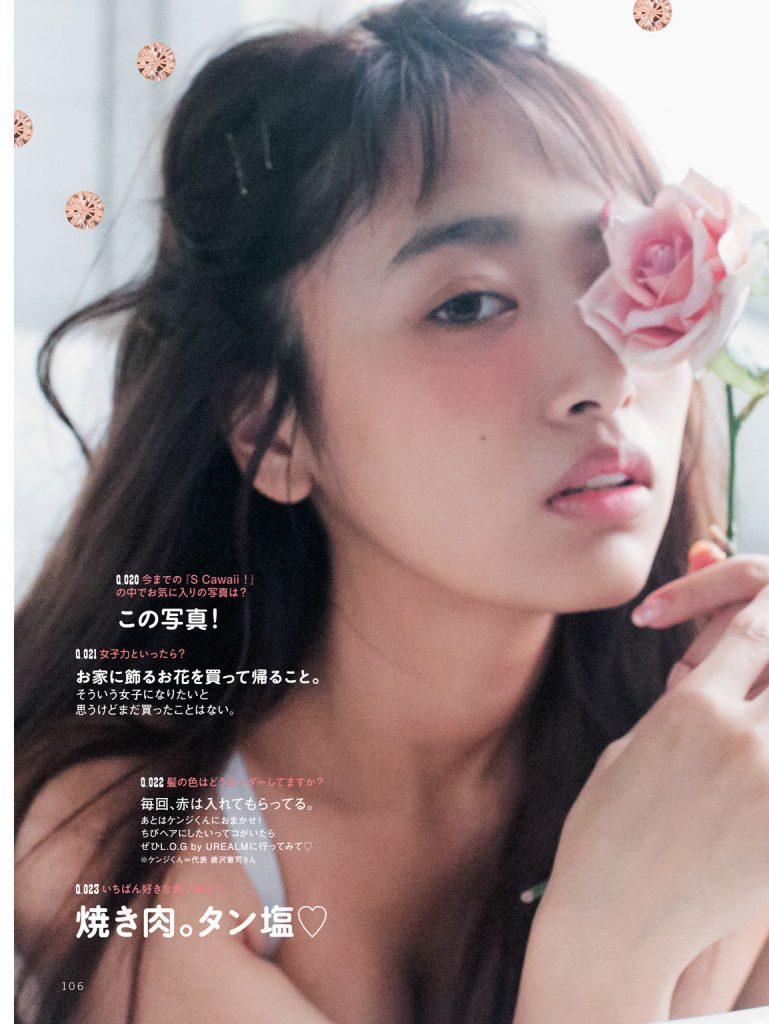 Q.020 今までの『S Cawaii！』
の中でお気に入りの写真は？
この写真！
Q.021 女子力といったら？
お家に飾るお花を買って帰ること。
そういう女子になりたいと
思うけどまだ買ったことはない。
Q.022 髪の色はどうオーダーしてますか？
毎回、赤は入れてもらってる。
あとはケンジくんにおまかせ！
ちびヘアにしたいってコがいたら
ぜひL.O.G by UREALMに行ってみて♡
※ケンジくん＝代表 唐沢憲司さん
Q.023 いちばん好きな
焼き肉。タン塩♡
106